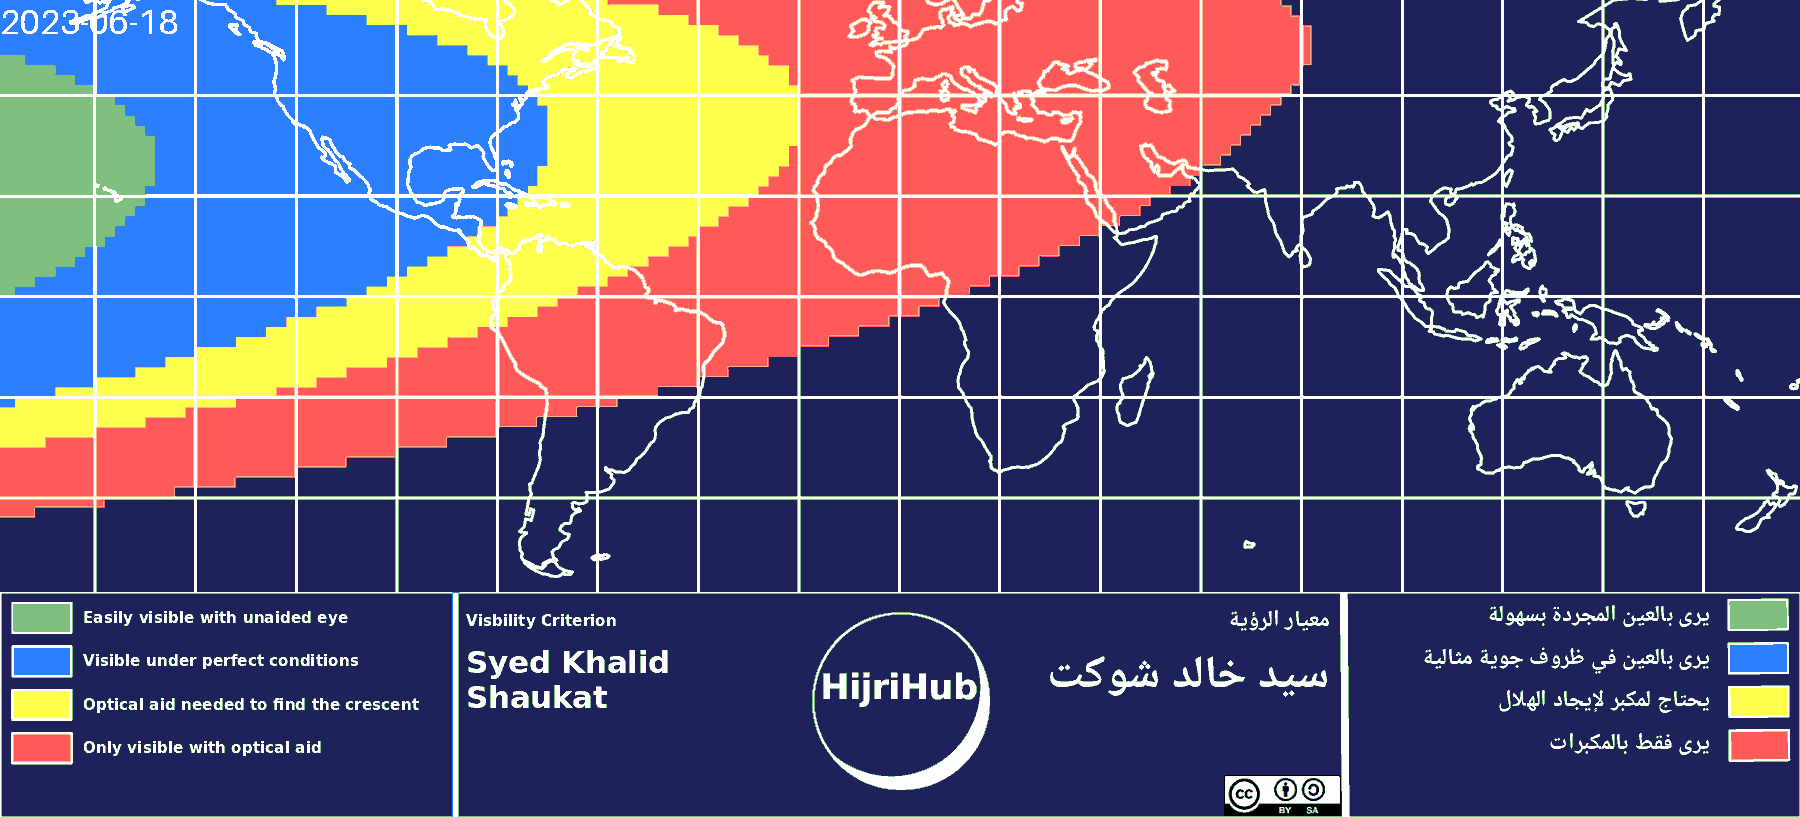 2023-06-18
Easily visible with unaided eye
Visible under perfect conditions
Optical aid needed to find the crescent
Only visible with optical aid
Visbility Criterion
Syed Khalid
Shaukat
HijriHub
معيار الرؤية
سيد خالد شوكت
cc
BY SA
يرى بالعين المجردة بسهولة
يرى بالعين في ظروف جوية مثالية
يحتاج لمكبر لإيجاد الهلال
يرى فقط بالمكبرات